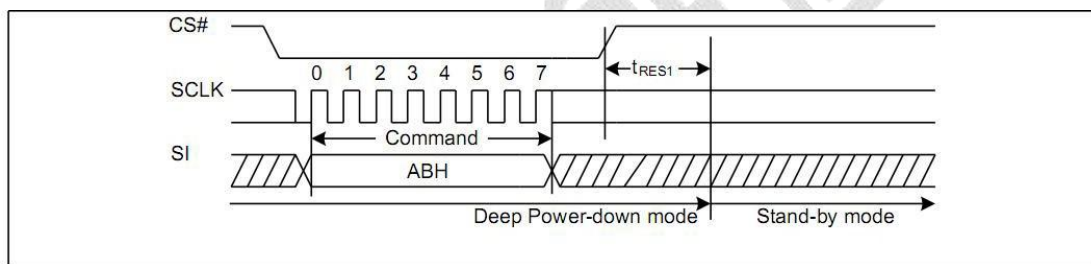 CS#
tRES1
0 1 2 3 4 5 6 7
SCLK
Command
SI
ABH
Deep Power-down mode Stand-by mode